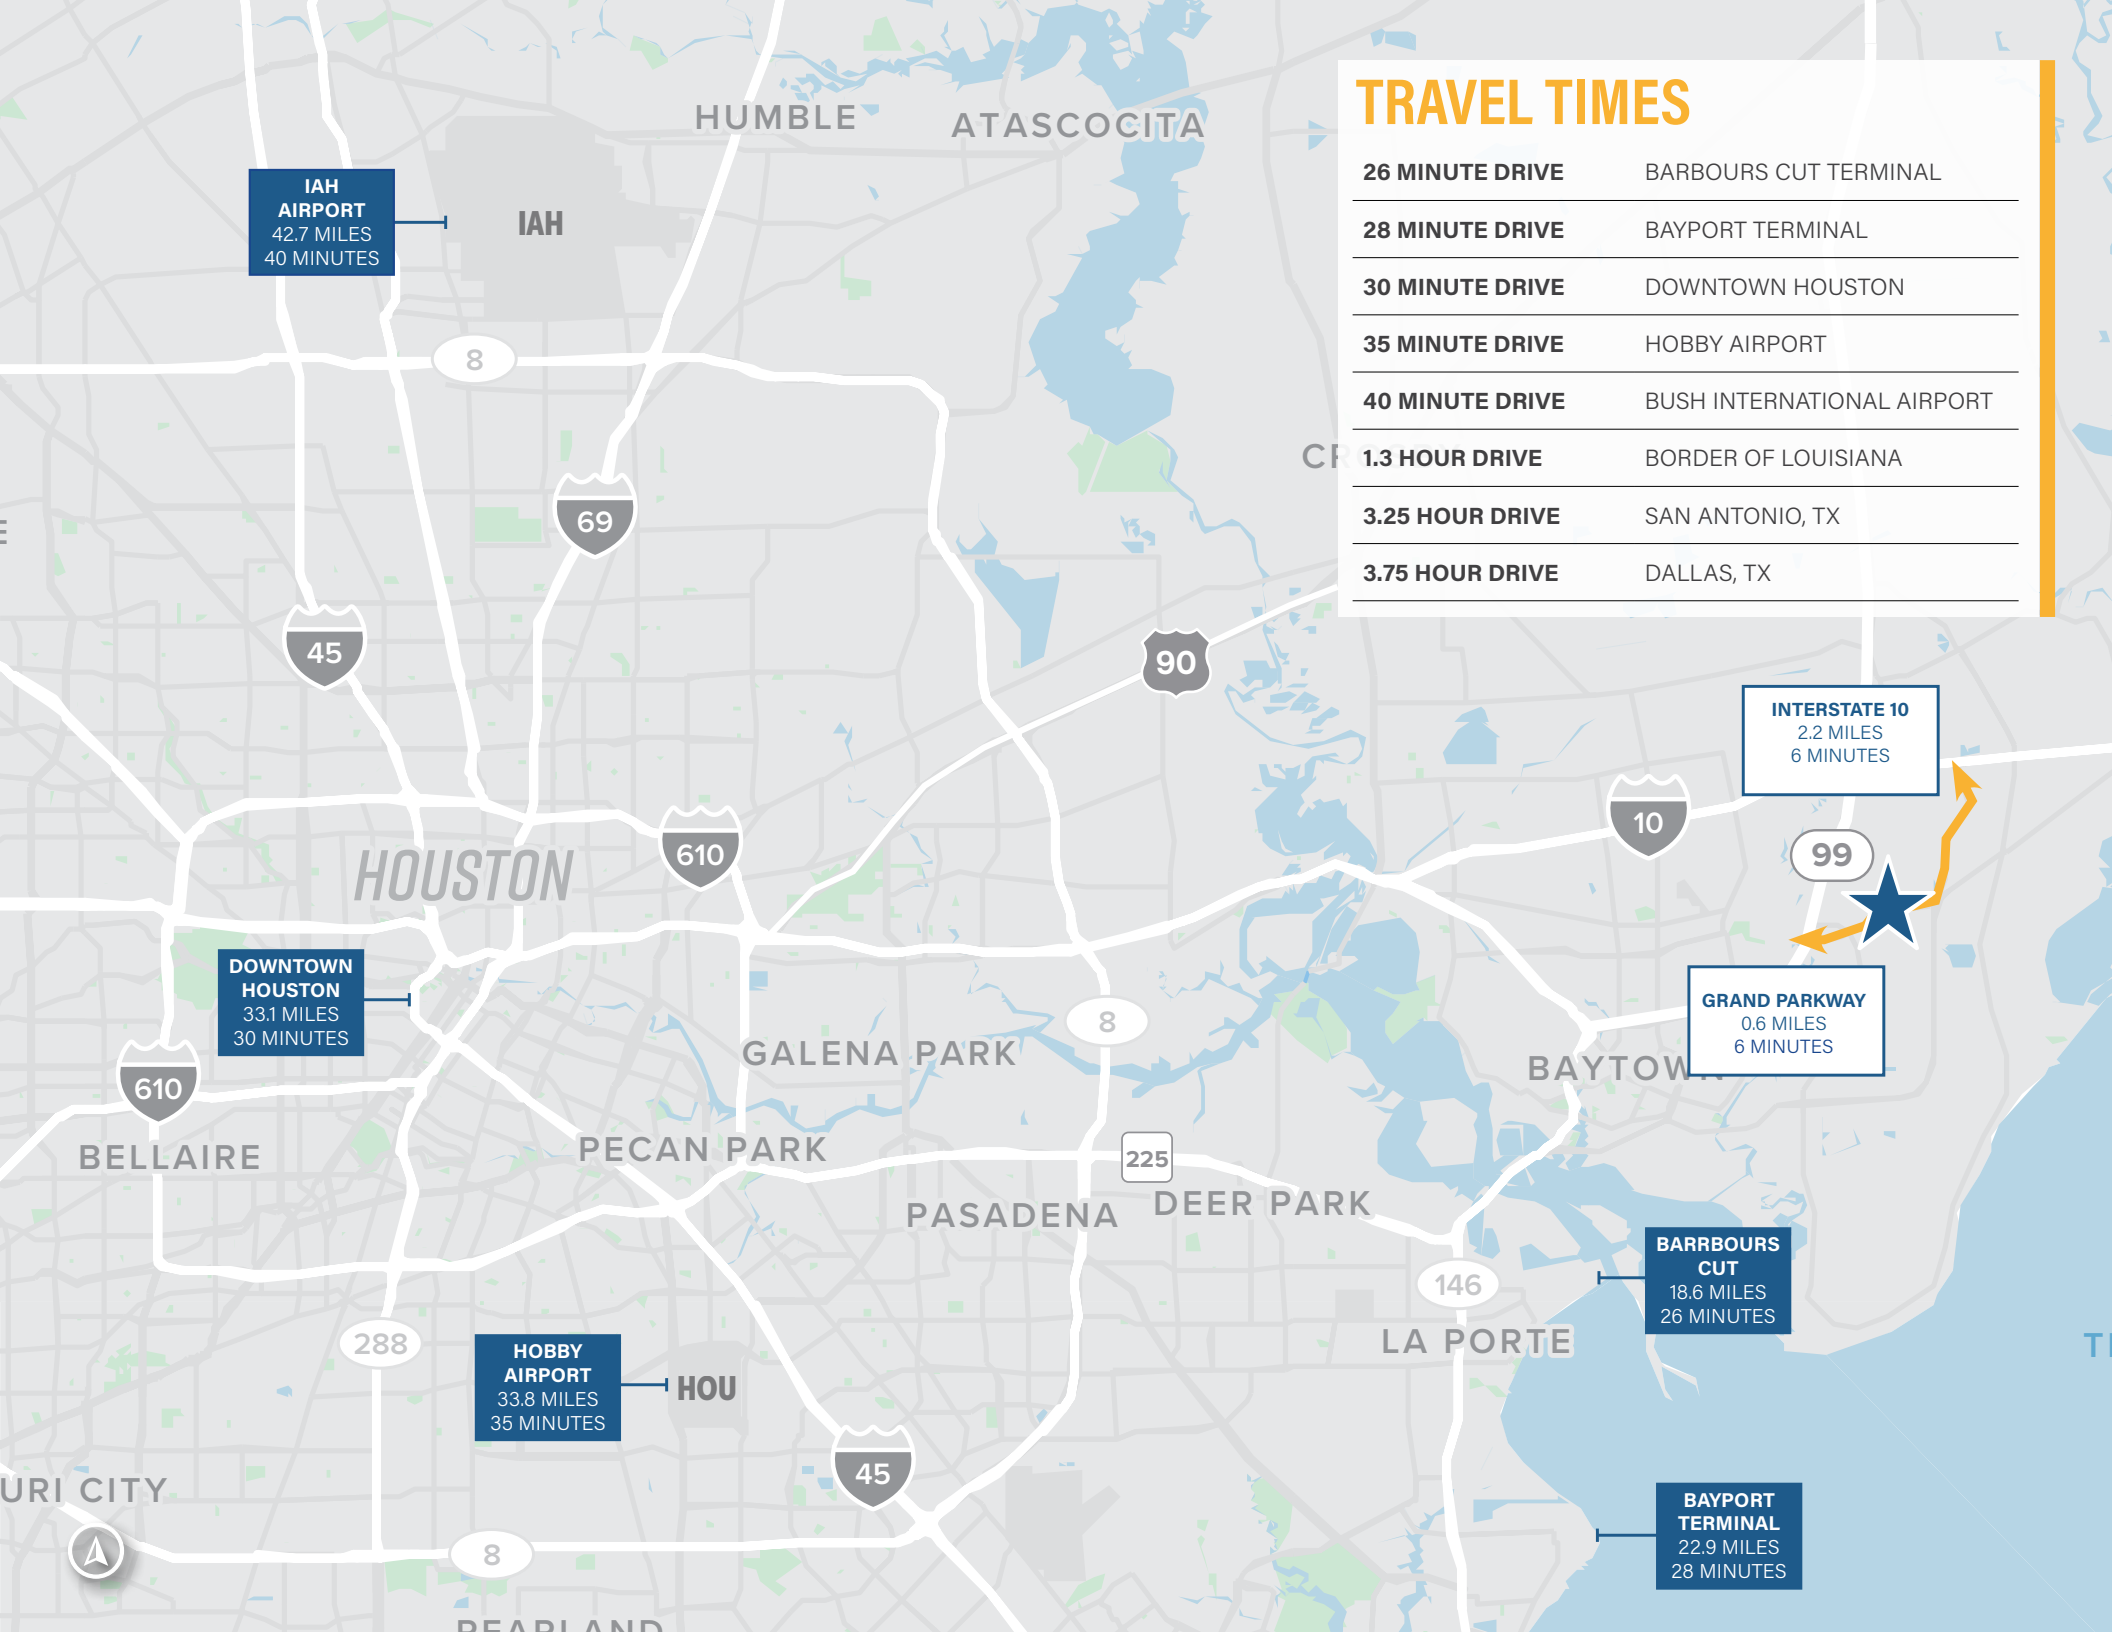 HUMBLE
ATASCOCITA
TRAVEL TIMES
26 MINUTE DRIVE BARBOURS CUT TERMINAL
28 MINUTE DRIVE BAYPORT TERMINAL
30 MINUTE DRIVE DOWNTOWN HOUSTON
35 MINUTE DRIVE HOBBY AIRPORT
40 MINUTE DRIVE BUSH INTERNATIONAL AIRPORT
1.3 HOUR DRIVE BORDER OF LOUISIANA
3.25 HOUR DRIVE SAN ANTONIO, TX
3.75 HOUR DRIVE DALLAS, TX
IAH
AIRPORT
42.7 MILES
40 MINUTES
IAH
8
69
45
90
INTERSTATE 10
2.2 MILES
6 MINUTES
10
99
610
HOUSTON
DOWNTOWN
HOUSTON
33.1 MILES
30 MINUTES
GRAND PARKWAY
0.6 MILES
6 MINUTES
8
GALENA PARK
BAYTOWN
610
BELLAIRE
PECAN PARK
225
PASADENA
DEER PARK
BARRBOURS
CUT
18.6 MILES
26 MINUTES
146
LA PORTE
288
HOBBY
AIRPORT
33.8 MILES
35 MINUTES
HOU
45
URI CITY
BAYPORT
TERMINAL
22.9 MILES
28 MINUTES
8
PEARLAND